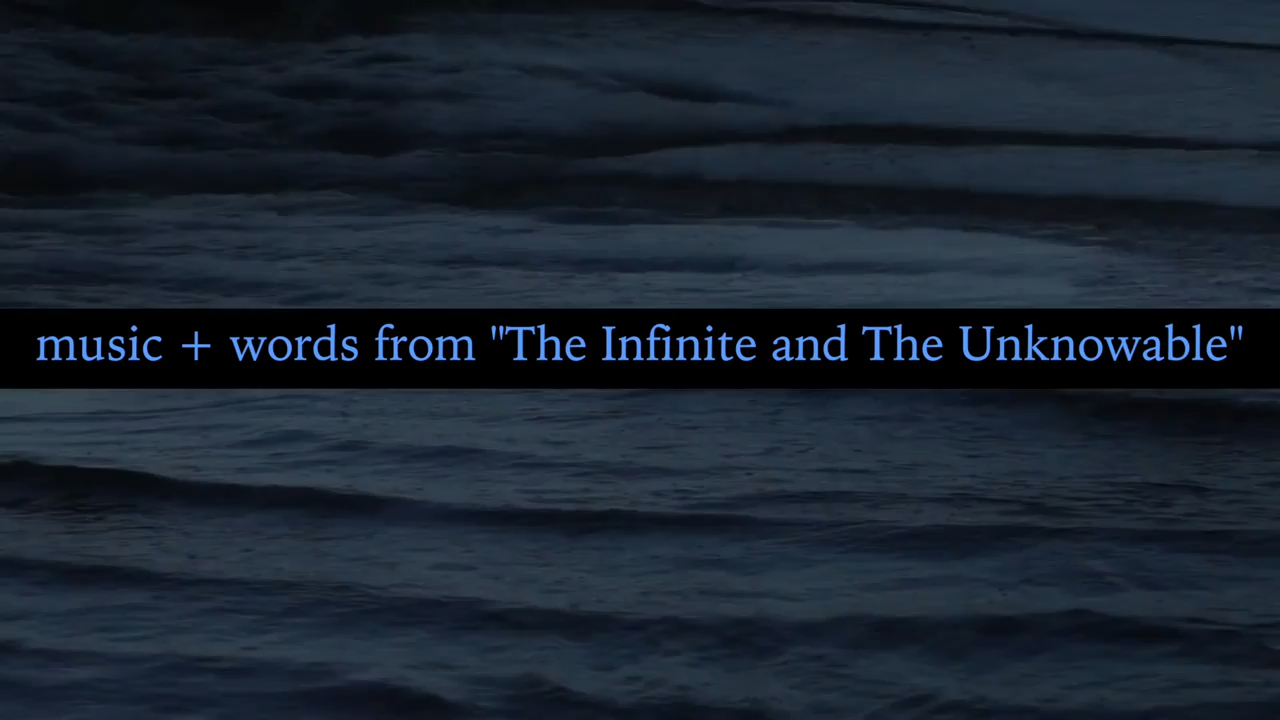 music + words from "The Infinite and The Unknowable"